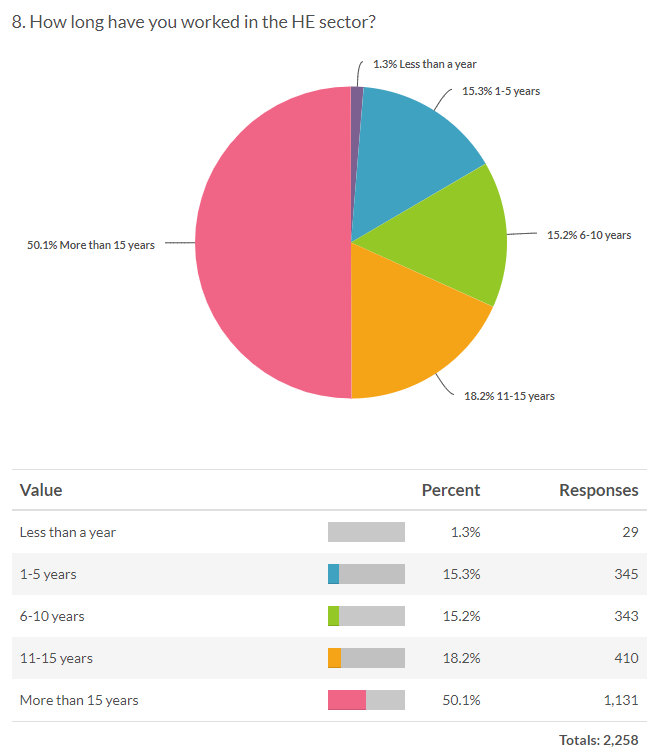 8. How long have you worked in the HE sector?
1.3% Less than a year
15.3% 1-5 years
50.1% More than 15 years
15.2% 6-10 years
18.2% 11-15 years
Value Percent Responses
Less than a year 1.3% 29
1-5 years 15.3% 345
6-10 years 15.2% 343
11-15 years 18.2% 410
More than 15 years 50.1% 1,131
Totals: 2,258